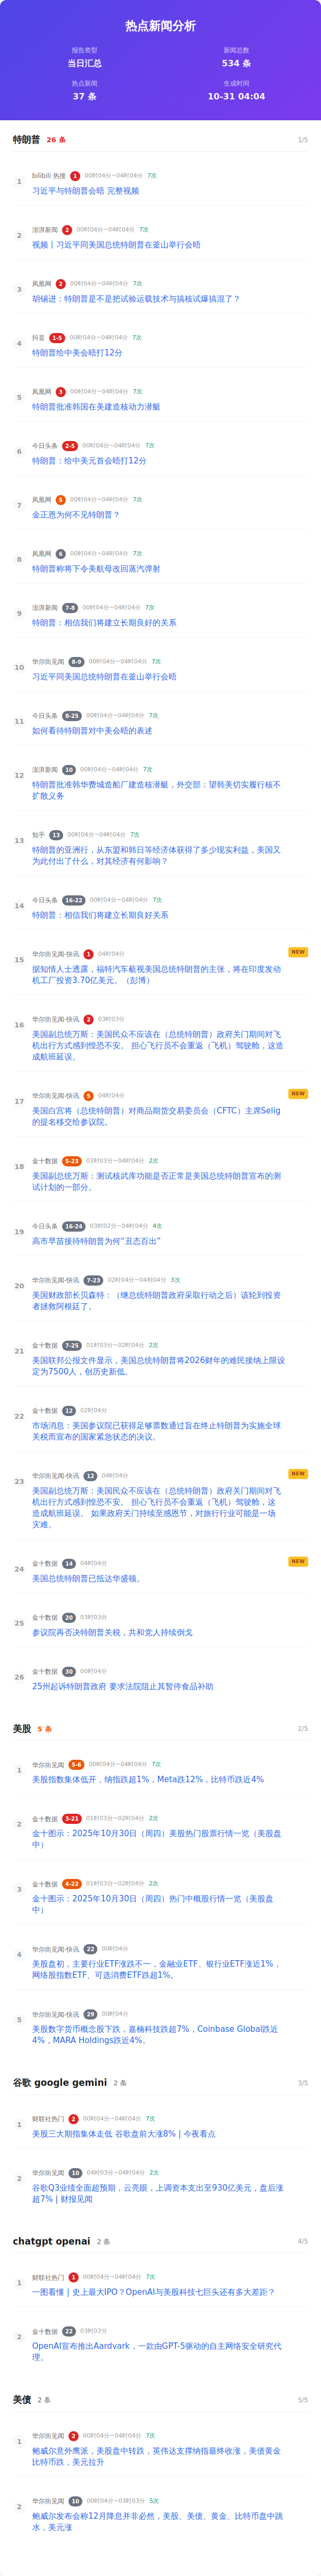 热点新闻分析
报告类型
当日汇总
新闻总数
534 条
热点新闻
37 条
生成时间
10-31 04:04
特朗普 26 条 1/5
1 bilibili 热搜 1 00时04分~04时04分 7次
习近平与特朗普会晤 完整视频
2 澎湃新闻 2 00时04分~04时04分 7次
视频丨习近平同美国总统特朗普在釜山举行会晤
3 凤凰网 2 00时04分~04时04分 7次
胡锡进：特朗普是不是把试验运载技术与搞核试爆搞混了？
4 抖音 1-5 00时04分~04时04分 7次
特朗普给中美会晤打12分
5 凤凰网 3 00时04分~04时04分 7次
特朗普批准韩国在美建造核动力潜艇
6 今日头条 2-5 00时04分~04时04分 7次
特朗普：给中美元首会晤打12分
7 凤凰网 5 00时04分~04时04分 7次
金正恩为何不见特朗普？
8 凤凰网 6 00时04分~04时04分 7次
特朗普称将下令美航母改回蒸汽弹射
9 澎湃新闻 7-8 00时04分~04时04分 7次
特朗普：相信我们将建立长期良好的关系
10 华尔街见闻 8-9 00时04分~04时04分 7次
习近平同美国总统特朗普在釜山举行会晤
11 今日头条 8-25 00时04分~04时04分 7次
如何看待特朗普对中美会晤的表述
12 澎湃新闻 10 00时04分~04时04分 7次
特朗普批准韩华费城造船厂建造核潜艇，外交部：望韩美切实履行核不
扩散义务
13 知乎 13 00时04分~04时04分 7次
特朗普的亚洲行，从东盟和韩日等经济体获得了多少现实利益，美国又
为此付出了什么，对其经济有何影响？
14 今日头条 16-22 00时04分~04时04分 7次
特朗普：相信我们将建立长期良好关系
15 华尔街见闻-快讯 1 04时04分 NEW
据知情人士透露，福特汽车藐视美国总统特朗普的主张，将在印度发动
机工厂投资3.70亿美元。（彭博）
16 华尔街见闻-快讯 2 03时03分
美国副总统万斯：美国民众不应该在（总统特朗普）政府关门期间对飞
机出行方式感到惶恐不安。 担心飞行员不会重返（飞机）驾驶舱，这造
成航班延误。
17 华尔街见闻-快讯 5 04时04分 NEW
美国白宫将（总统特朗普）对商品期货交易委员会（CFTC）主席Selig
的提名移交给参议院。
18 金十数据 5-23 03时03分~04时04分 2次
美国副总统万斯：测试核武库功能是否正常是美国总统特朗普宣布的测
试计划的一部分。
19 今日头条 16-24 03时02分~04时04分 4次
高市早苗接待特朗普为何“丑态百出”
20 华尔街见闻-快讯 7-23 02时04分~04时04分 3次
美国财政部长贝森特：（继总统特朗普政府采取行动之后）该轮到投资
者拯救阿根廷了。
21 金十数据 7-25 01时03分~02时04分 2次
美国联邦公报文件显示，美国总统特朗普将2026财年的难民接纳上限设
定为7500人，创历史新低。
22 金十数据 12 02时04分
市场消息：美国参议院已获得足够票数通过旨在终止特朗普为实施全球
关税而宣布的国家紧急状态的决议。
23 华尔街见闻-快讯 12 04时04分 NEW
美国副总统万斯：美国民众不应该在（总统特朗普）政府关门期间对飞
机出行方式感到惶恐不安。 担心飞行员不会重返（飞机）驾驶舱，这
造成航班延误。 如果政府关门持续至感恩节，对旅行行业可能是一场
灾难。
24 金十数据 14 04时04分 NEW
美国总统特朗普已抵达华盛顿。
25 金十数据 20 03时03分
参议院再否决特朗普关税，共和党人持续倒戈
26 金十数据 30 00时04分
25州起诉特朗普政府 要求法院阻止其暂停食品补助
美股 5 条 2/5
1 华尔街见闻 5-6 00时04分~04时04分 7次
美股指数集体低开，纳指跌超1%，Meta跌12%，比特币跌近4%
2 金十数据 3-21 01时03分~02时04分 2次
金十图示：2025年10月30日（周四）美股热门股票行情一览（美股盘
中）
3 金十数据 4-22 01时03分~02时04分 2次
金十图示：2025年10月30日（周四）热门中概股行情一览（美股盘
中）
4 华尔街见闻-快讯 22 00时04分
美股盘初，主要行业ETF涨跌不一，金融业ETF、银行业ETF涨近1%，
网络股指数ETF、可选消费ETF跌超1%。
5 华尔街见闻-快讯 29 00时04分
美股数字货币概念股下跌，嘉楠科技跌超7%，Coinbase Global跌近
4%，MARA Holdings跌近4%。
谷歌 google gemini 2 条 3/5
1 财联社热门 2 00时04分~04时04分 7次
美股三大期指集体走低 谷歌盘前大涨8% | 今夜看点
2 华尔街见闻 10 04时03分~04时04分 2次
谷歌Q3业绩全面超预期，云亮眼，上调资本支出至930亿美元，盘后涨
超7% | 财报见闻
chatgpt openai 2 条 4/5
1 财联社热门 1 00时04分~04时04分 7次
一图看懂 | 史上最大IPO？OpenAI与美股科技七巨头还有多大差距？
2 金十数据 22 03时03分
OpenAI宣布推出Aardvark，一款由GPT-5驱动的自主网络安全研究代
理。
美债 2 条 5/5
1 华尔街见闻 2 00时04分~04时04分 7次
鲍威尔意外鹰派，美股盘中转跌，英伟达支撑纳指最终收涨，美债黄金
比特币跌，美元拉升
2 华尔街见闻 10 00时04分~03时03分 5次
鲍威尔发布会称12月降息并非必然，美股、美债、黄金、比特币盘中跳
水，美元涨